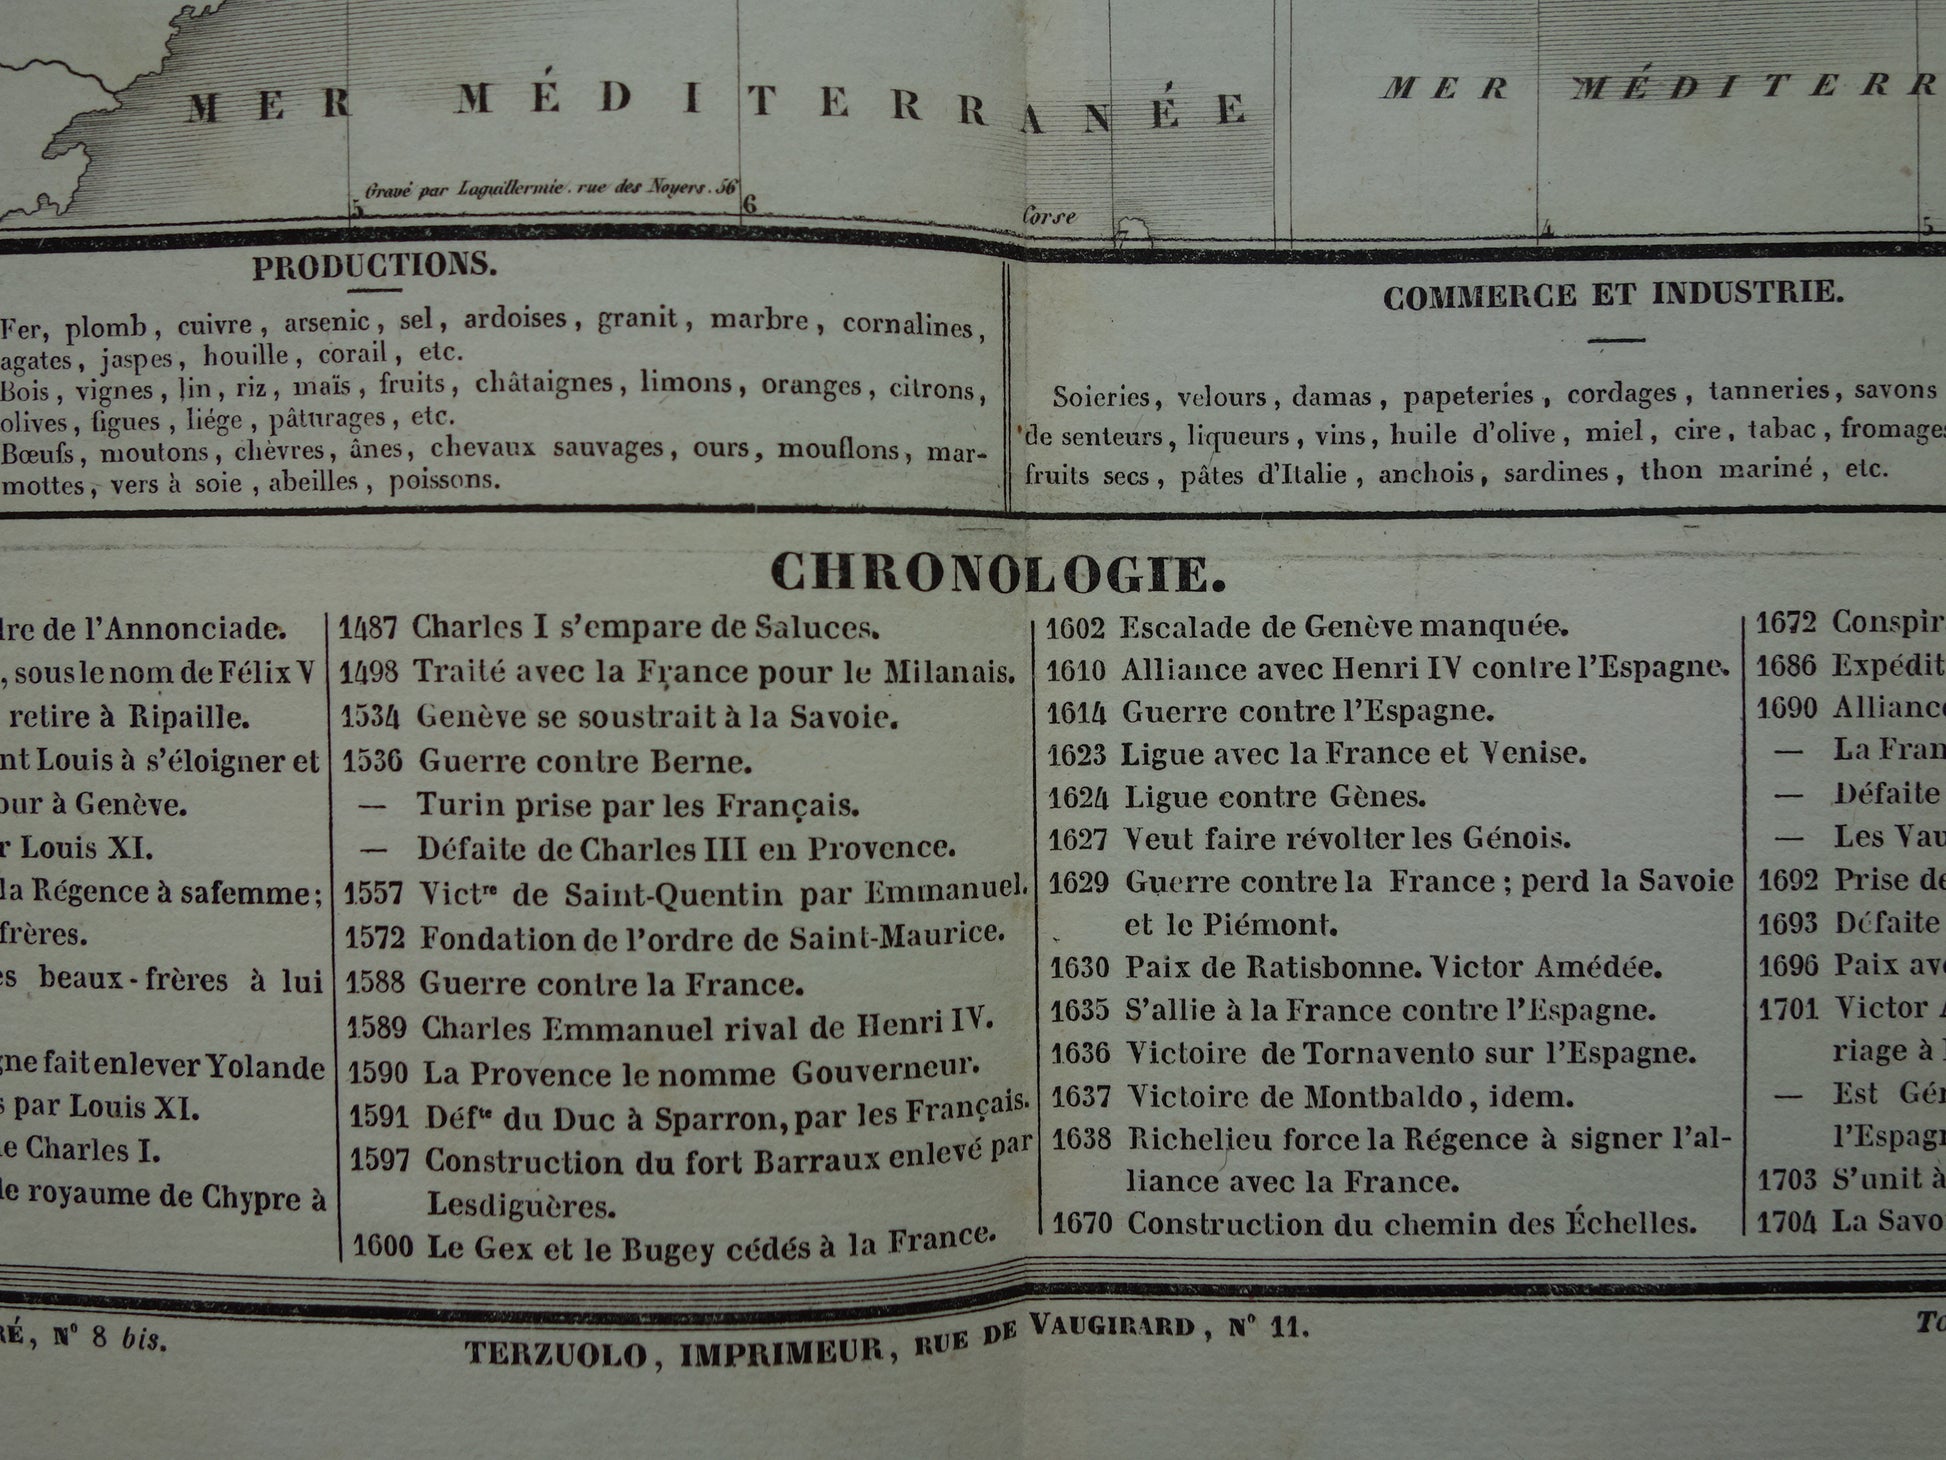 MER MÉDITERRANÉE
MER MÉDITERR
Gravé par Laguillermie. rue des Noyers. 56
5
6
Corse
7
4
5
PRODUCTIONS.
Fer, plomb, cuivre, arsenic, sel, ardoises, granit, marbre, cornalines,
agates, jaspes, houille, corail, etc.
Bois, vignes, lin, riz, maïs, fruits, châtaignes, limons, oranges, citrons,
olives, figues, liége, pâturages, etc.
Bœufs, moutons, chèvres, ânes, chevaux sauvages, ours, mouflons, mar-
mottes, vers à soie, abeilles, poissons.
COMMERCE ET INDUSTRIE.
Soieries, velours, damas, papeteries, cordages, tanneries, savons
de senteurs, liqueurs, vins, huile d'olive, miel, cire, tabac, fromages
fruits secs, pâtes d'Italie, anchois, sardines, thon mariné, etc.
CHRONOLOGIE.
dre de l'Annonciade.
, sous le nom de Félix V
retire à Ripaille.
nt Louis à s'éloigner et
our à Genève.
r Louis XI.
la Régence à sa femme;
frères.
es beaux-frères à lui
gne fait enlever Yolande
s par Louis XI.
e Charles I.
le royaume de Chypre à
1487 Charles I s'empare de Saluces.
1498 Traité avec la France pour le Milanais.
1534 Genève se soustrait à la Savoie.
1536 Guerre contre Berne.
— Turin prise par les Français.
— Défaite de Charles III en Provence.
1557 Victre de Saint-Quentin par Emmanuel.
1572 Fondation de l'ordre de Saint-Maurice.
1588 Guerre contre la France.
1589 Charles Emmanuel rival de Henri IV.
1590 La Provence le nomme Gouverneur.
1591 Défte du Duc à Sparron, par les Français.
1597 Construction du fort Barraux enlevé par
Lesdiguères.
1600 Le Gex et le Bugey cédés à la France.
1602 Escalade de Genève manquée.
1610 Alliance avec Henri IV contre l'Espagne.
1614 Guerre contre l'Espagne.
1623 Ligue avec la France et Venise.
1624 Ligue contre Gènes.
1627 Veut faire révolter les Génois.
1629 Guerre contre la France; perd la Savoie
et le Piémont.
1630 Paix de Ratisbonne. Victor Amédée.
1635 S'allie à la France contre l'Espagne.
1636 Victoire de Tornavento sur l'Espagne.
1637 Victoire de Montbaldo, idem.
1638 Richelieu force la Régence à signer l'al-
liance avec la France.
1670 Construction du chemin des Échelles.
1672 Conspir
1686 Expédit
1690 Alliance
— La Fran
— Défaite
— Les Vau
1692 Prise de
1693 Défaite
1696 Paix ave
1701 Victor A
riage à l
— Est Gén
l'Espagn
1703 S'unit à
1704 La Savo
RÉ, N° 8 bis.
TERZUOLO, IMPRIMEUR, RUE DE VAUGIRARD, N° 11.
To